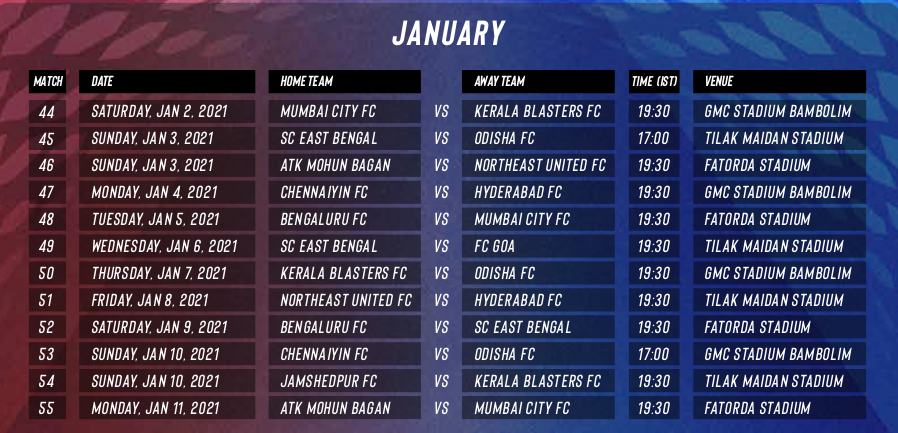 JANUARY
MATCH DATE HOME TEAM AWAY TEAM TIME (IST) VENUE
44 SATURDAY, JAN 2, 2021 MUMBAI CITY FC VS KERALA BLASTERS FC 19:30 GMC STADIUM BAMBOLIM
45 SUNDAY, JAN 3, 2021 SC EAST BENGAL VS ODISHA FC 17:00 TILAK MAIDAN STADIUM
46 SUNDAY, JAN 3, 2021 ATK MOHUN BAGAN VS NORTHEAST UNITED FC 19:30 FATORDA STADIUM
47 MONDAY, JAN 4, 2021 CHENNAIYIN FC VS HYDERABAD FC 19:30 GMC STADIUM BAMBOLIM
48 TUESDAY, JAN 5, 2021 BENGALURU FC VS MUMBAI CITY FC 19:30 FATORDA STADIUM
49 WEDNESDAY, JAN 6, 2021 SC EAST BENGAL VS FC GOA 19:30 TILAK MAIDAN STADIUM
50 THURSDAY, JAN 7, 2021 KERALA BLASTERS FC VS ODISHA FC 19:30 GMC STADIUM BAMBOLIM
51 FRIDAY, JAN 8, 2021 NORTHEAST UNITED FC VS HYDERABAD FC 19:30 TILAK MAIDAN STADIUM
52 SATURDAY, JAN 9, 2021 BENGALURU FC VS SC EAST BENGAL 19:30 FATORDA STADIUM
53 SUNDAY, JAN 10, 2021 CHENNAIYIN FC VS ODISHA FC 17:00 GMC STADIUM BAMBOLIM
54 SUNDAY, JAN 10, 2021 JAMSHEDPUR FC VS KERALA BLASTERS FC 19:30 TILAK MAIDAN STADIUM
55 MONDAY, JAN 11, 2021 ATK MOHUN BAGAN VS MUMBAI CITY FC 19:30 FATORDA STADIUM